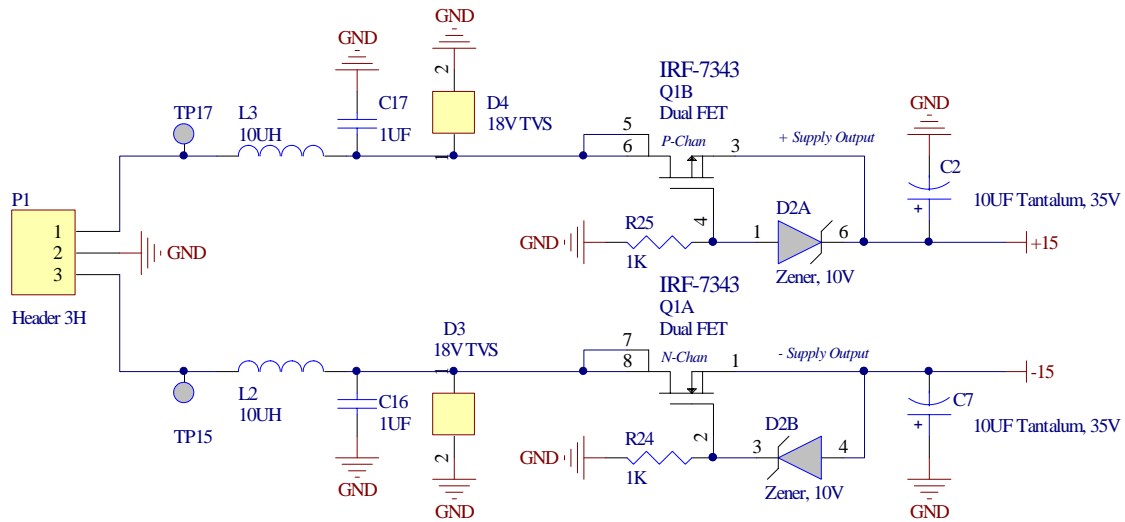 GND
GND
2
IRF-7343
Q1B
Dual FET
GND
TP17
L3
10UH
C17
1UF
D4
18V TVS
1
5
6
P-Chan
3
+ Supply Output
C2
10UF Tantalum, 35V
+
P1
1
2
3
GND
Header 3H
4
GND
R25
1K
D2A
1
6
Zener, 10V
+15
IRF-7343
Q1A
Dual FET
D3
18V TVS
1
7
8
N-Chan
1
- Supply Output
-15
L2
10UH
TP15
C16
1UF
2
GND
GND
2
GND
R24
1K
D2B
3
4
Zener, 10V
C7
10UF Tantalum, 35V
+
GND